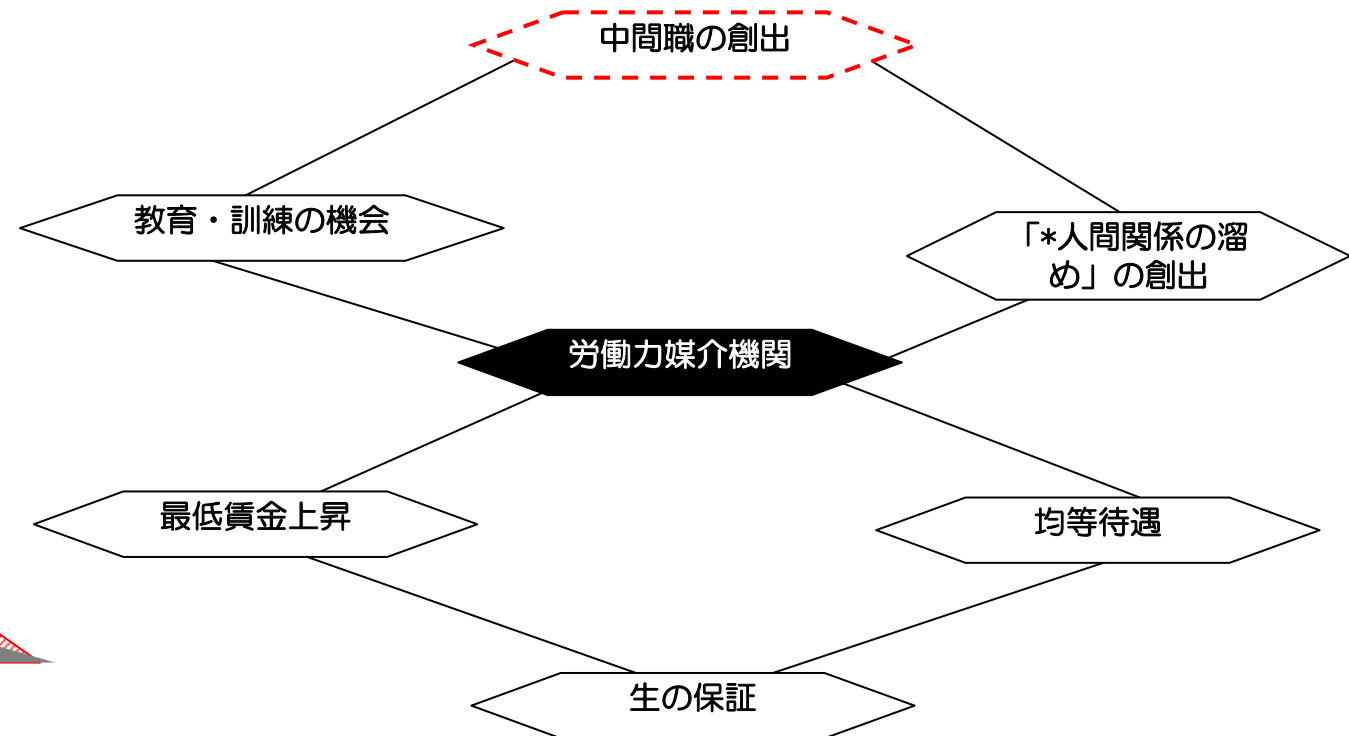 中間職の創出
教育・訓練の機会
「*人間関係の溜
め」の創出
労働力媒介機関
最低賃金上昇
均等待遇
生の保証